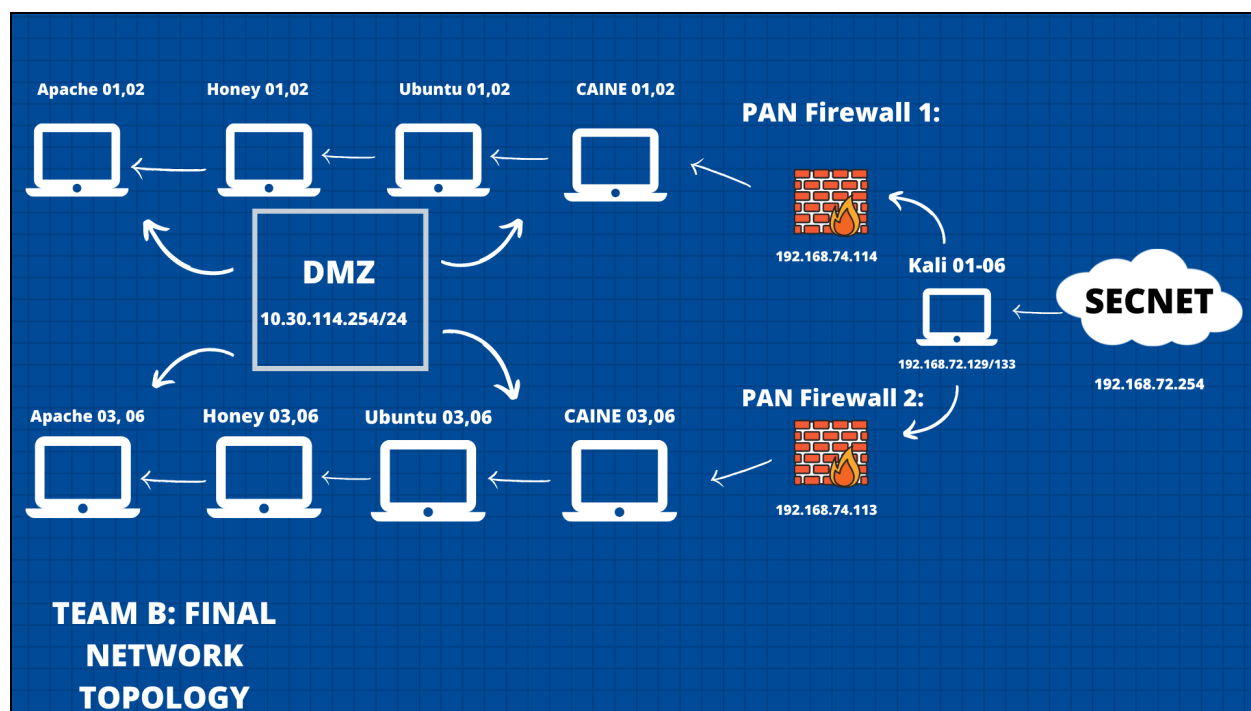 Apache 01,02
Honey 01,02
Ubuntu 01,02
CAINE 01,02
PAN Firewall 1:
192.168.74.114
Kali 01-06
192.168.72.129/133
SECNET
192.168.72.254
DMZ
10.30.114.254/24
PAN Firewall 2:
192.168.74.113
Apache 03, 06
Honey 03,06
Ubuntu 03,06
CAINE 03,06
TEAM B: FINAL
NETWORK
TOPOLOGY